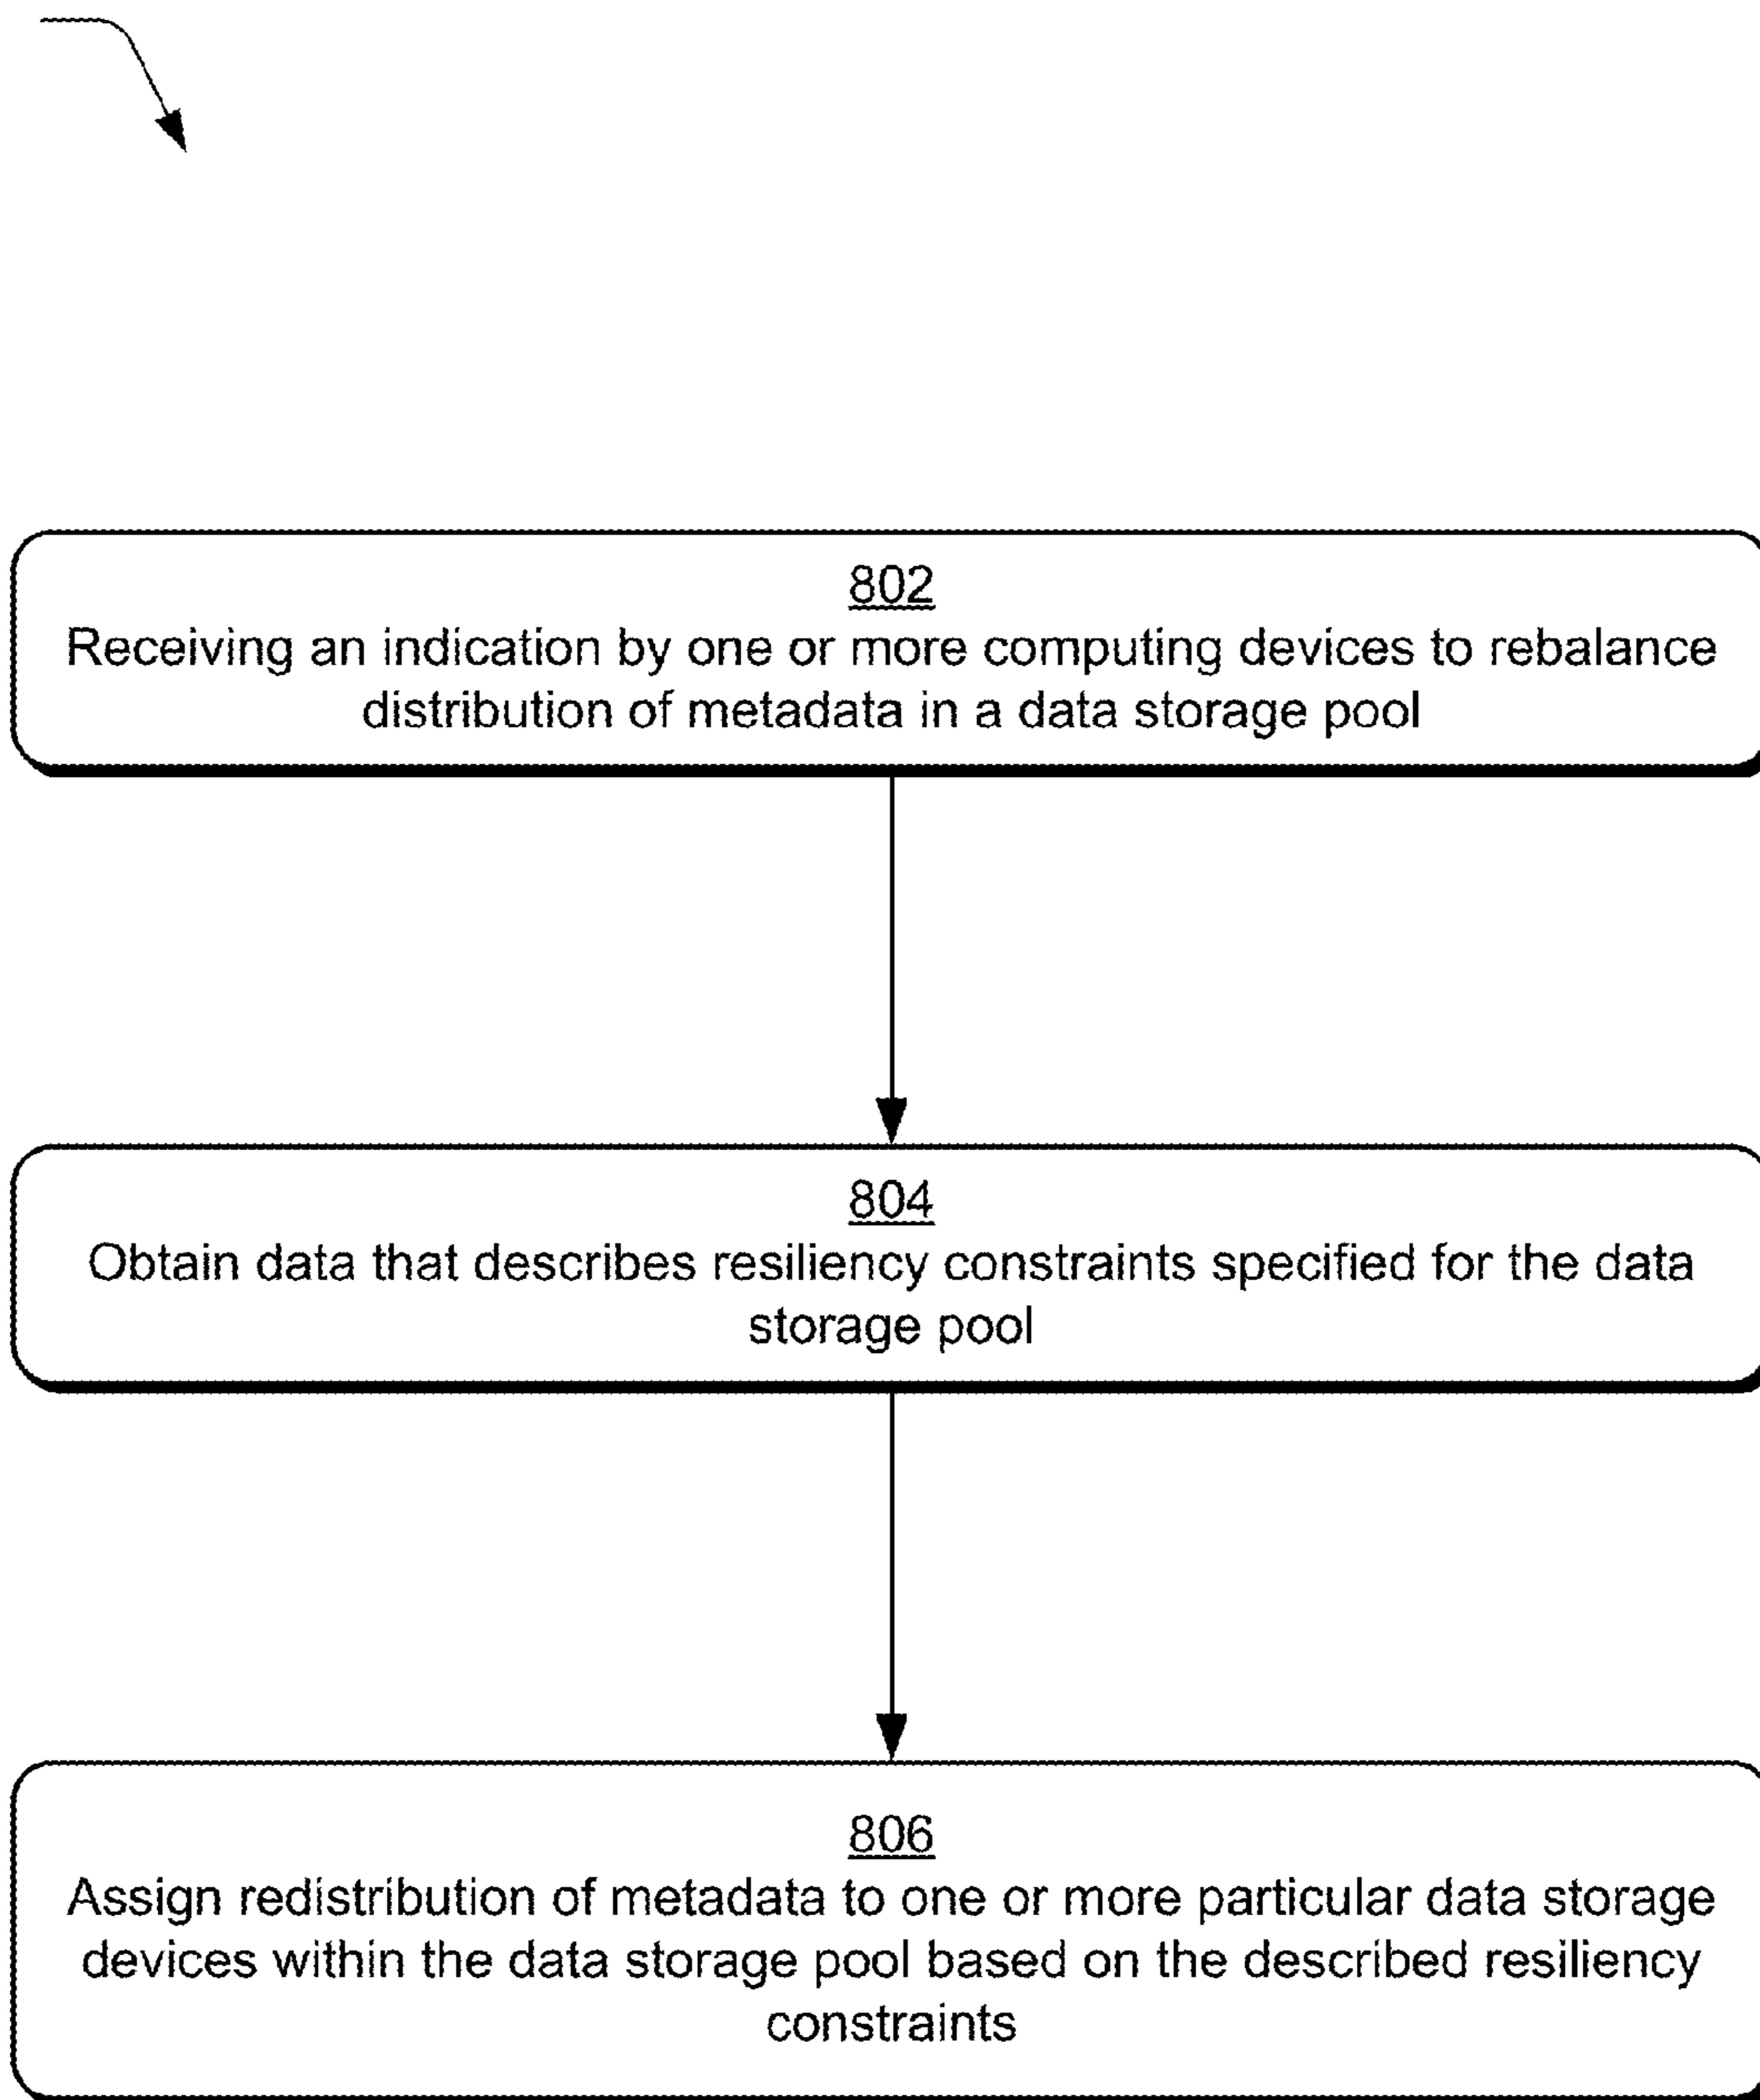 802
Receiving an indication by one or more computing devices to rebalance
distribution of metadata in a data storage pool
804
Obtain data that describes resiliency constraints specified for the data
storage pool
806
Assign redistribution of metadata to one or more particular data storage
devices within the data storage pool based on the described resiliency
constraints